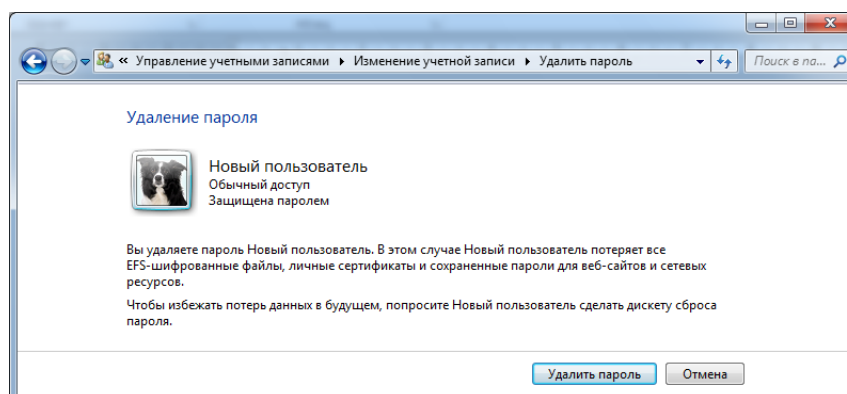 « Управление учетными записями ▸ Изменение учетной записи ▸ Удалить пароль
Поиск в па...
Удаление пароля
Новый пользователь
Обычный доступ
Защищена паролем
Вы удаляете пароль Новый пользователь. В этом случае Новый пользователь потеряет все
EFS-шифрованные файлы, личные сертификаты и сохраненные пароли для веб-сайтов и сетевых
ресурсов.
Чтобы избежать потерь данных в будущем, попросите Новый пользователь сделать дискету сброса
пароля.
Удалить пароль
Отмена